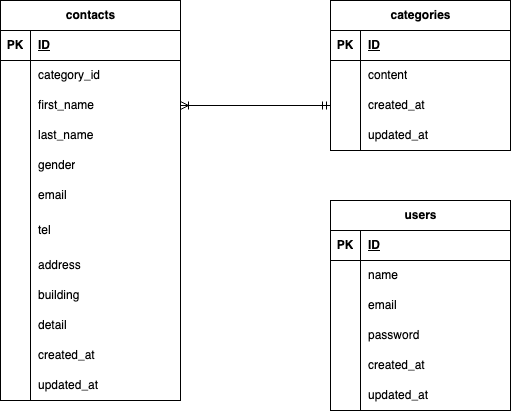 contacts
PK ID
category_id
first_name
last_name
gender
email
tel
address
building
detail
created_at
updated_at
categories
PK ID
content
created_at
updated_at
users
PK ID
name
email
password
created_at
updated_at